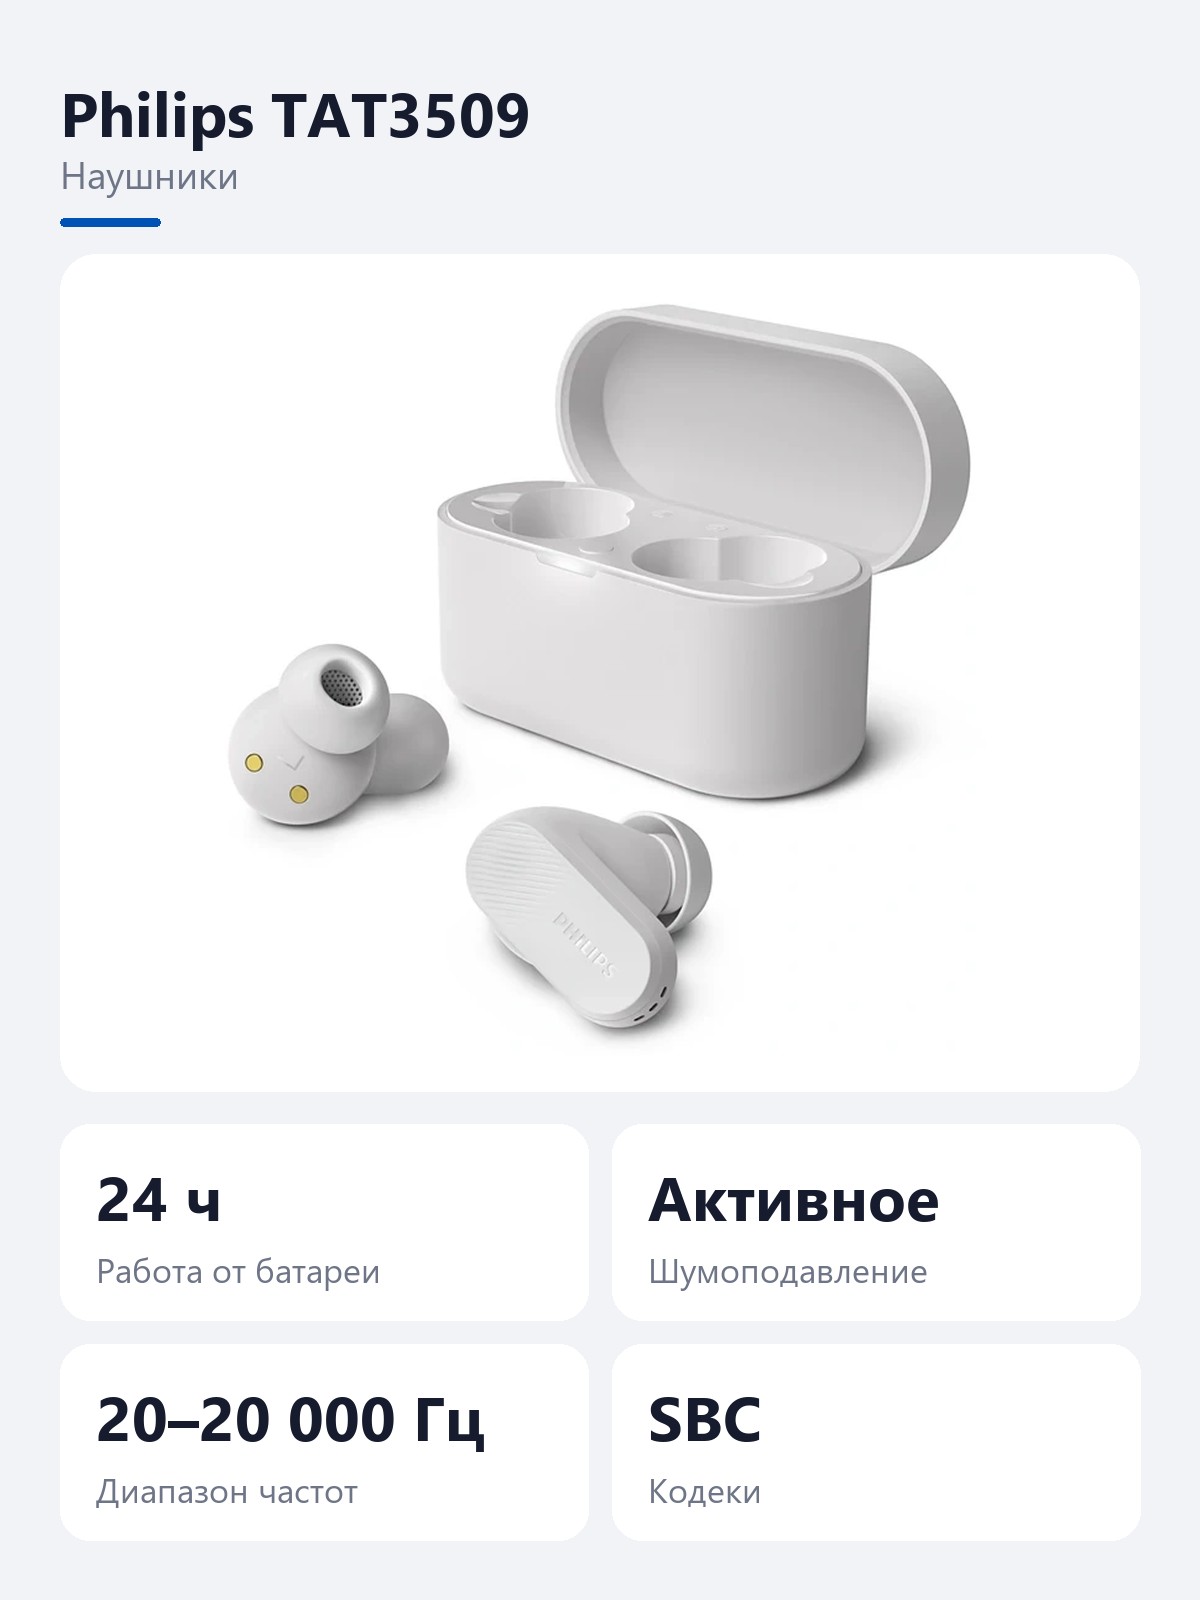 Philips TAT3509
Наушники
PHILIPS
24 ч
Работа от батареи
Активное
Шумоподавление
20–20 000 Гц
Диапазон частот
SBC
Кодеки